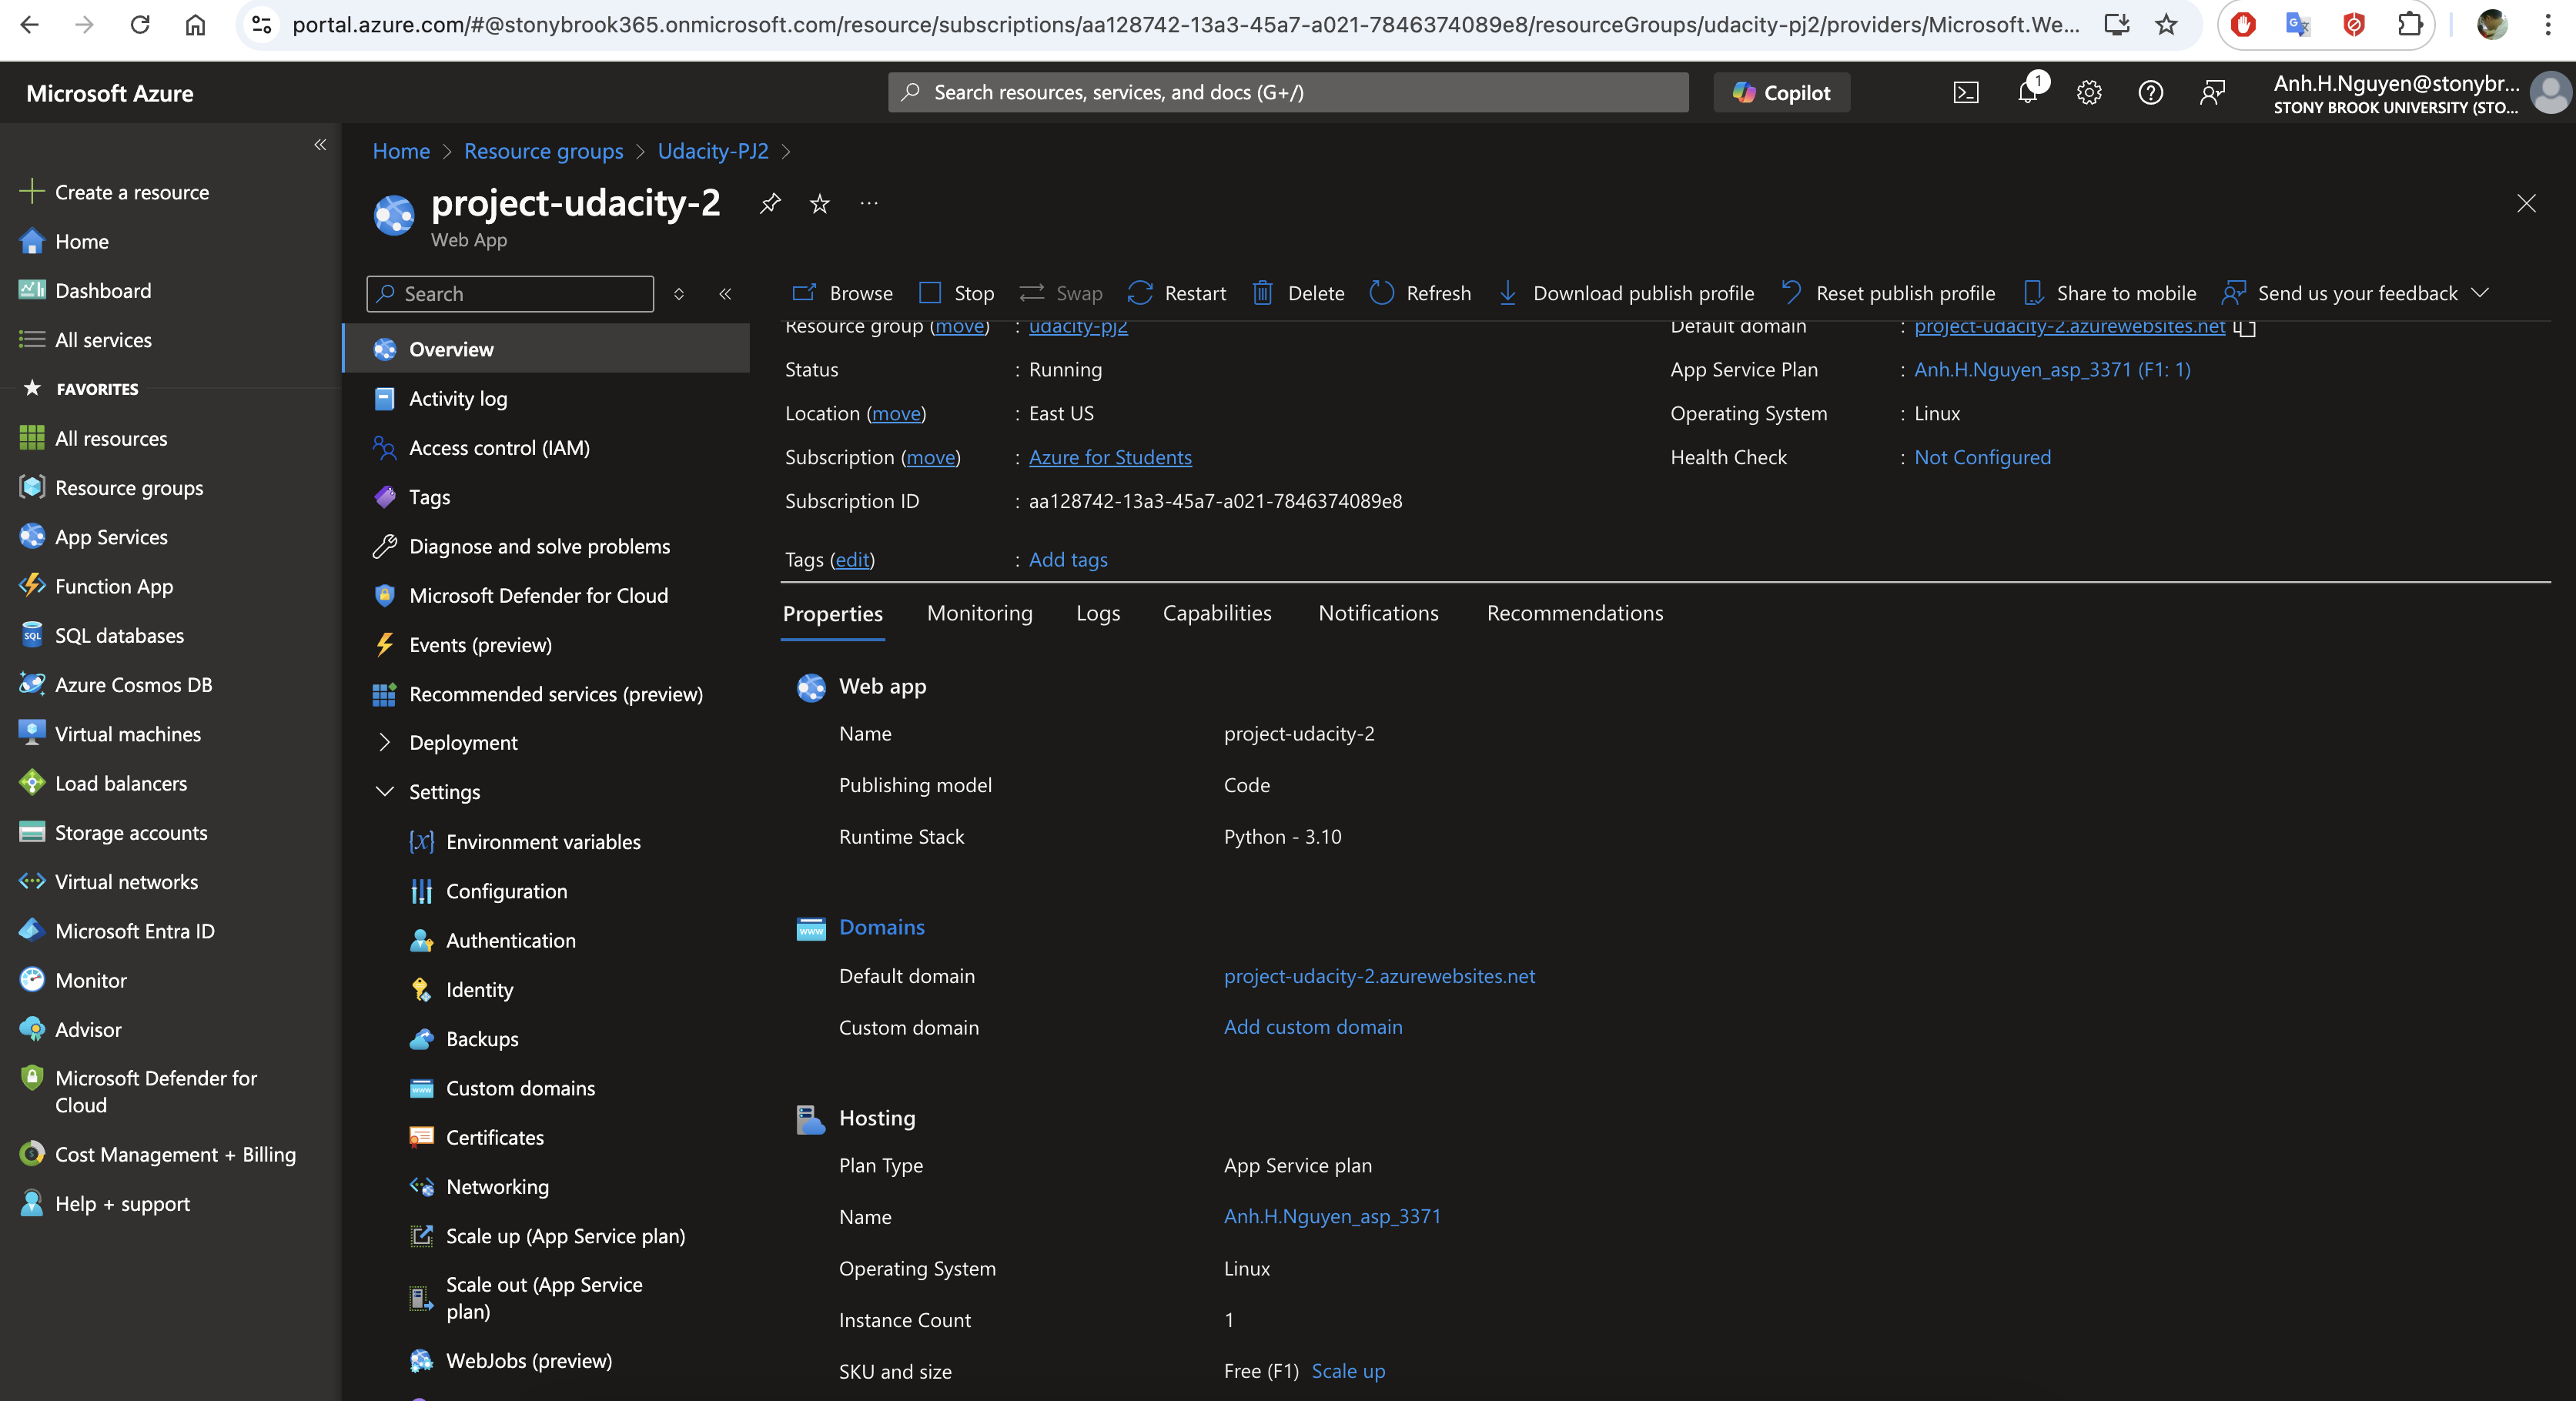 portal.azure.com/#@stonybrook365.onmicrosoft.com/resource/subscriptions/aa128742-13a3-45a7-a021-7846374089e8/resourceGroups/udacity-pj2/providers/Microsoft.We...
Microsoft Azure
Search resources, services, and docs (G+/)
Copilot
1
Anh.H.Nguyen@stonybr...
STONY BROOK UNIVERSITY (STO...
Create a resource
Home
Dashboard
All services
FAVORITES
All resources
Resource groups
App Services
Function App
SQL databases
Azure Cosmos DB
Virtual machines
Load balancers
Storage accounts
Virtual networks
Microsoft Entra ID
Monitor
Advisor
Microsoft Defender for
Cloud
Cost Management + Billing
Help + support
Home > Resource groups > Udacity-PJ2 >
project-udacity-2
Web App
Search
Overview
Activity log
Access control (IAM)
Tags
Diagnose and solve problems
Microsoft Defender for Cloud
Events (preview)
Recommended services (preview)
Deployment
Settings
Environment variables
Configuration
Authentication
Identity
Backups
Custom domains
Certificates
Networking
Scale up (App Service plan)
Scale out (App Service
plan)
WebJobs (preview)
Browse Stop Swap Restart Delete Refresh Download publish profile Reset publish profile Share to mobile Send us your feedback
Resource group (move) : udacity-pj2
Status : Running
Location (move) : East US
Subscription (move) : Azure for Students
Subscription ID : aa128742-13a3-45a7-a021-7846374089e8
Tags (edit) : Add tags
Default domain : project-udacity-2.azurewebsites.net
App Service Plan : Anh.H.Nguyen_asp_3371 (F1: 1)
Operating System : Linux
Health Check : Not Configured
Properties Monitoring Logs Capabilities Notifications Recommendations
Web app
Name project-udacity-2
Publishing model Code
Runtime Stack Python - 3.10
Domains
Default domain project-udacity-2.azurewebsites.net
Custom domain Add custom domain
Hosting
Plan Type App Service plan
Name Anh.H.Nguyen_asp_3371
Operating System Linux
Instance Count 1
SKU and size Free (F1) Scale up